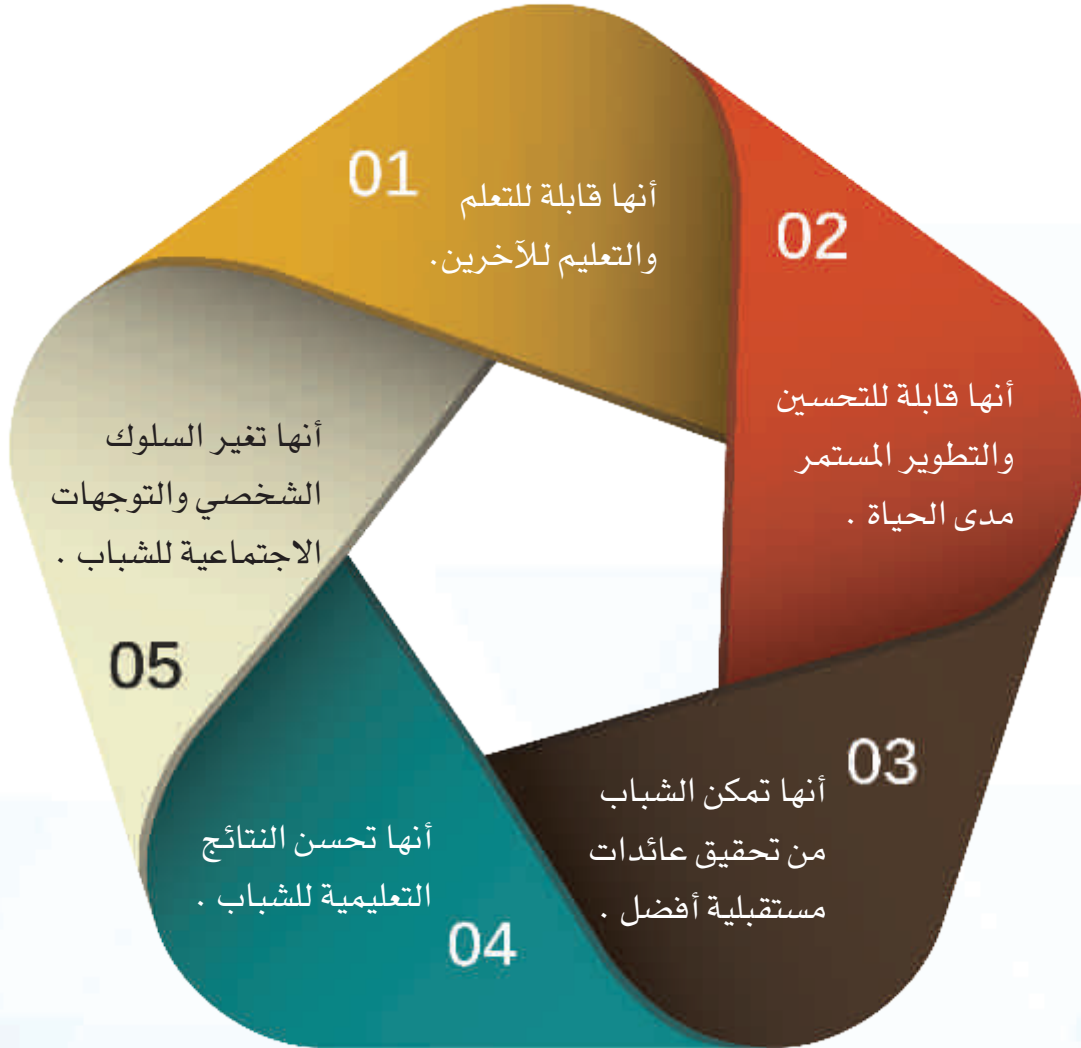 01
أنها قابلة للتعلم
والتعليم للآخرين.
02
أنها قابلة للتحسين
والتطوير المستمر
مدى الحياة .
03
أنها تمكن الشباب
من تحقيق عائدات
مستقبلية أفضل .
04
أنها تحسن النتائج
التعليمية للشباب .
05
أنها تغير السلوك
الشخصي والتوجهات
الاجتماعية للشباب .